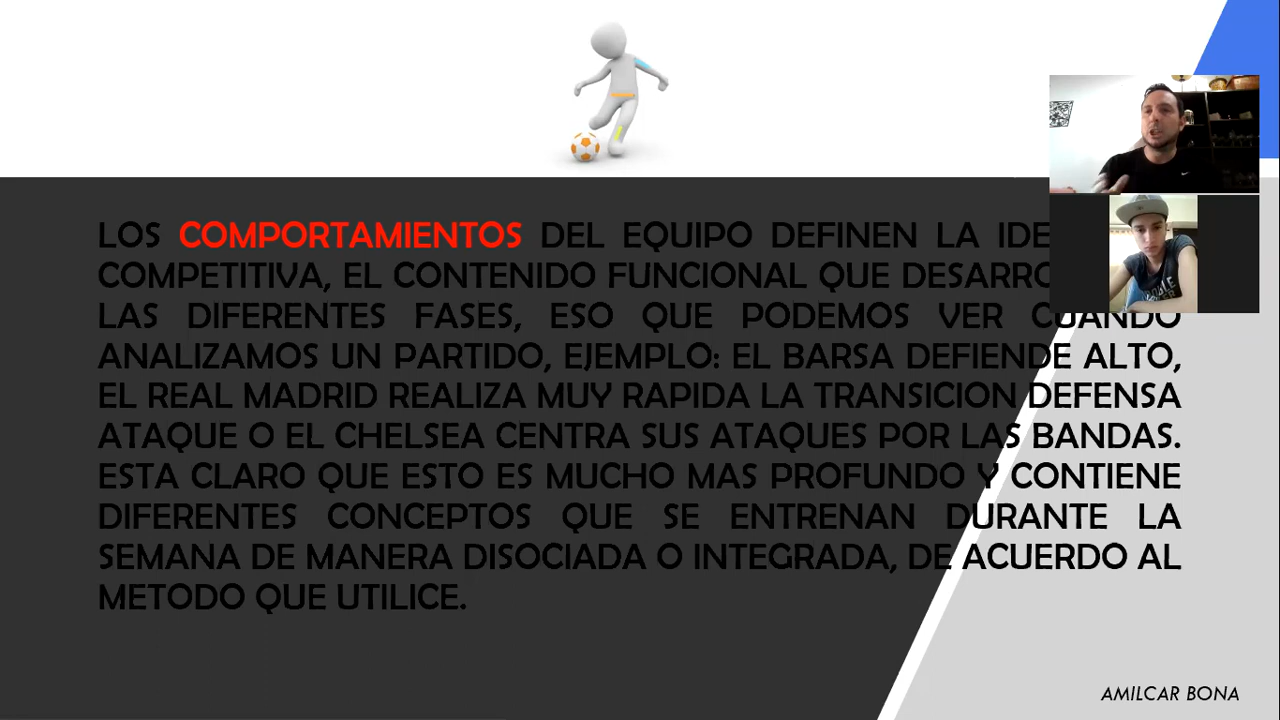 LOS COMPORTAMIENTOS DEL EQUIPO DEFINEN LA
COMPETITIVA, EL CONTENIDO FUNCIONAL QUE
LAS DIFERENTES FASES, ESO QUE PODEMOS VER CUANDO
ANALIZAMOS UN PARTIDO, EJEMPLO: EL BARSA DEFIENDE ALTO,
EL REAL MADRID REALIZA MUY RAPIDA LA TRANSICION DEFENSA
ATAQUE O EL CHELSEA CENTRA SUS ATAQUES POR LAS BANDAS.
ESTA CLARO QUE ESTO ES MUCHO MAS PROFUNDO Y CONTIENE
DIFERENTES CONCEPTOS QUE SE ENTRENAN DURANTE LA
SEMANA DE MANERA DISOCIADA O INTEGRADA, DE ACUERDO AL
METODO QUE UTILICE.
AMILCAR BONA